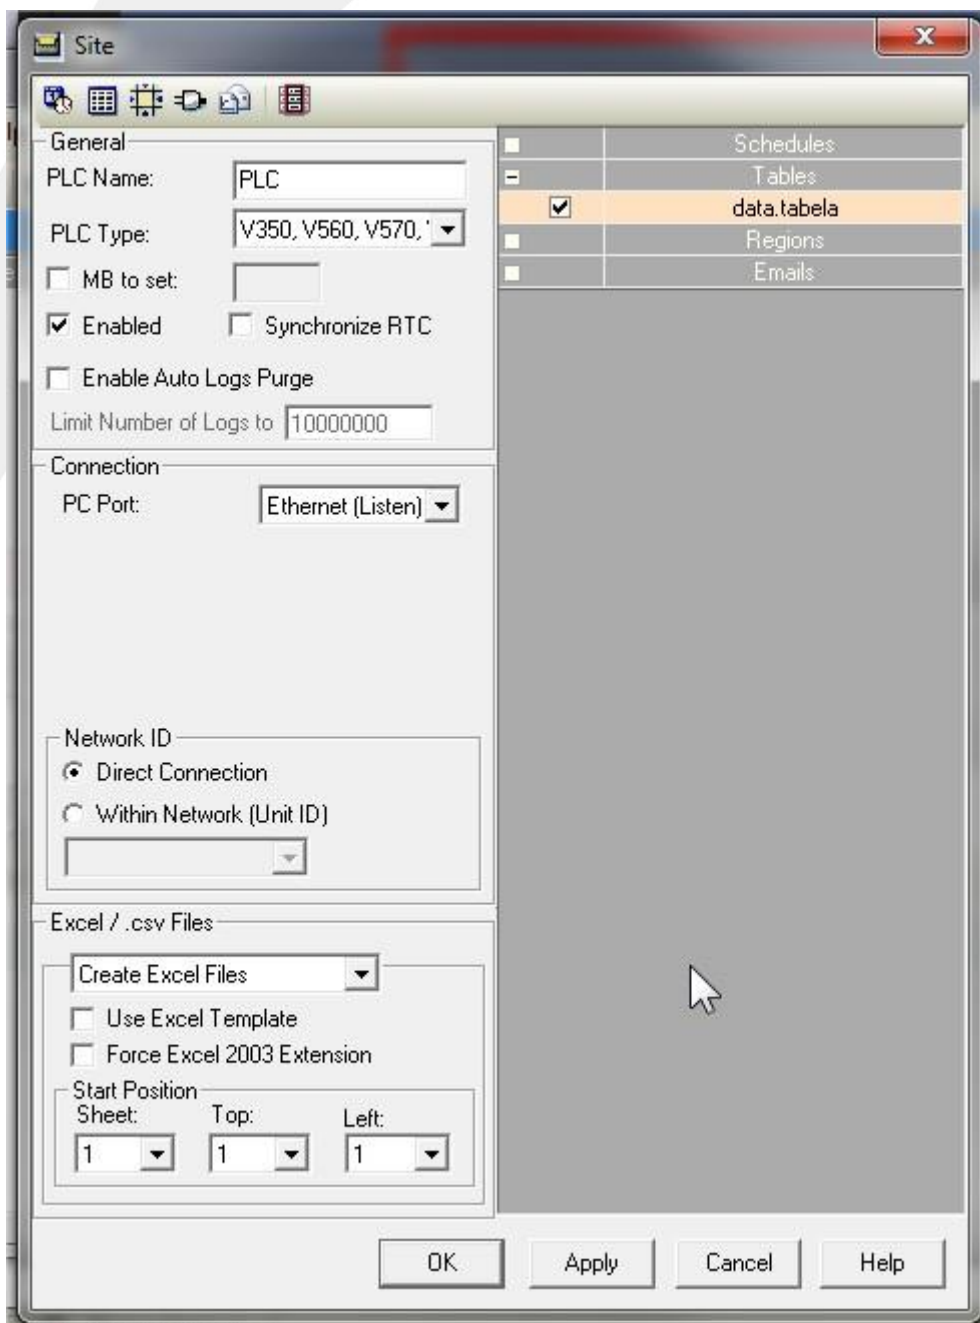 Site
General
PLC Name: PLC
PLC Type: V350, V560, V570, '
MB to set:
Enabled Synchronize RTC
Enable Auto Logs Purge
Limit Number of Logs to 10000000
Connection
PC Port: Ethernet (Listen)
Network ID
Direct Connection
Within Network (Unit ID)
Excel / .csv Files
Create Excel Files
Use Excel Template
Force Excel 2003 Extension
Start Position
Sheet: Top: Left:
1 1 1
Schedules
Tables
data.tabela
Regions
Emails
OK Apply Cancel Help